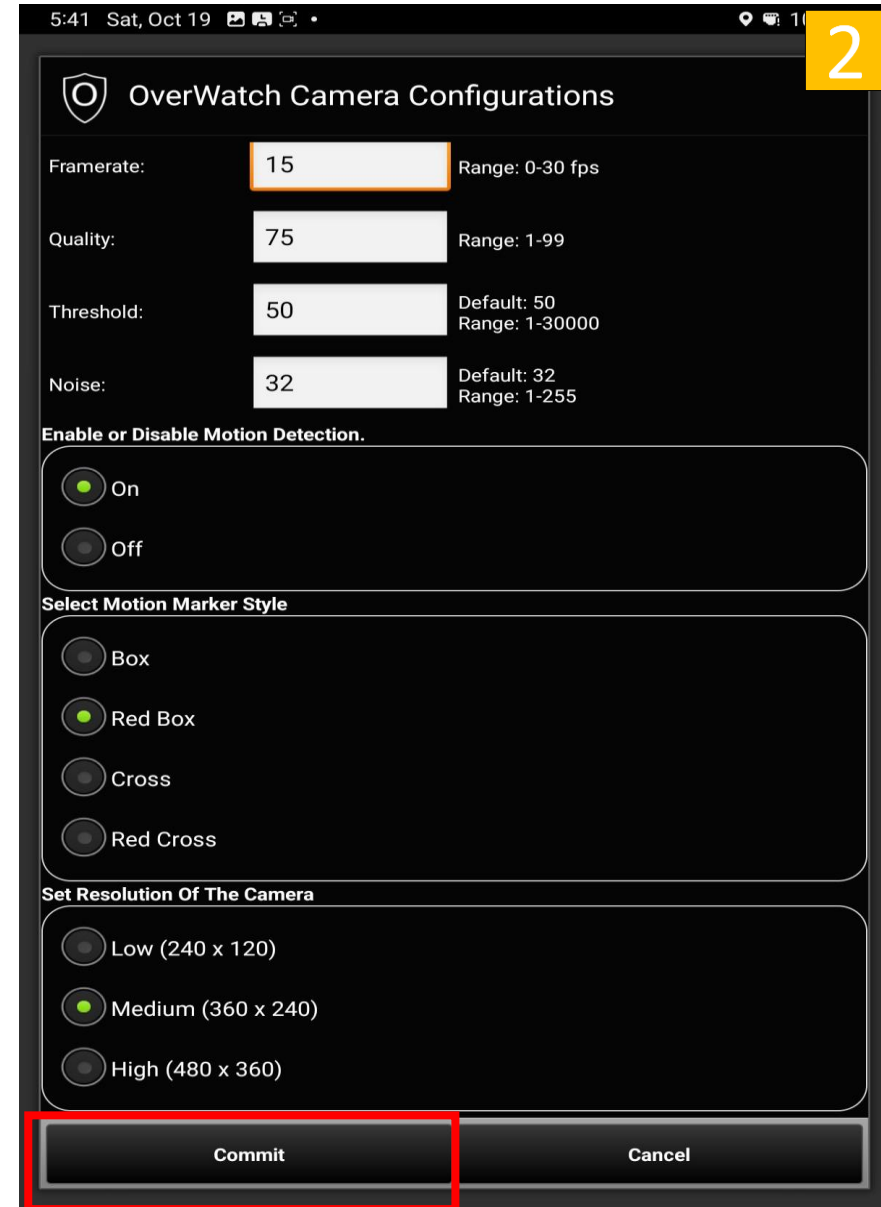 5:41 Sat, Oct 19
2
OverWatch Camera Configurations
Framerate: 15 Range: 0-30 fps
Quality: 75 Range: 1-99
Threshold: 50 Default: 50
Range: 1-30000
Noise: 32 Default: 32
Range: 1-255
Enable or Disable Motion Detection.
On
Off
Select Motion Marker Style
Box
Red Box
Cross
Red Cross
Set Resolution Of The Camera
Low (240 x 120)
Medium (360 x 240)
High (480 x 360)
Commit Cancel